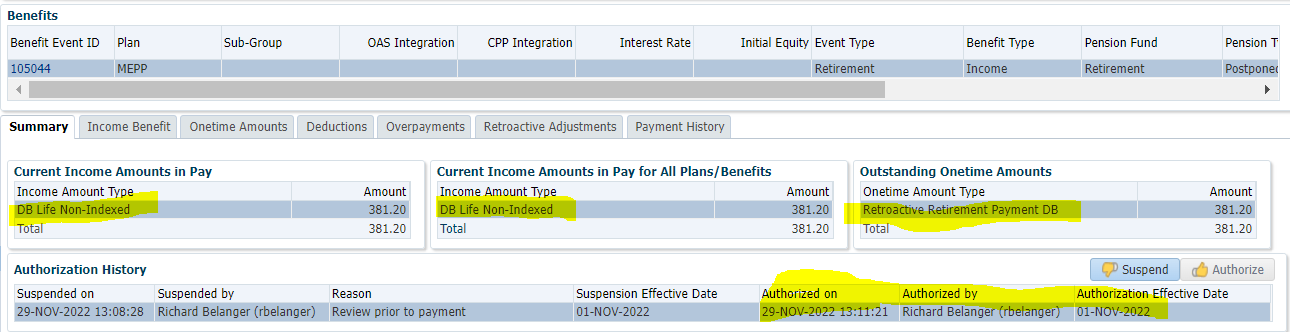 Benefits
Benefit Event ID Plan Sub-Group OAS Integration CPP Integration Interest Rate Initial Equity Event Type Benefit Type Pension Fund Pension T
105044 MEPP Retirement Income Retirement Postponed
Summary Income Benefit Onetime Amounts Deductions Overpayments Retroactive Adjustments Payment History
Current Income Amounts in Pay Current Income Amounts in Pay for All Plans/Benefits Outstanding Onetime Amounts
Income Amount Type Amount Income Amount Type Amount Onetime Amount Type Amount
DB Life Non-Indexed 381.20 DB Life Non-Indexed 381.20 Retroactive Retirement Payment DB 381.20
Total 381.20 Total 381.20 Total 381.20
Authorization History Suspend Authorize
Suspended on Suspended by Reason Suspension Effective Date Authorized on Authorized by Authorization Effective Date
29-NOV-2022 13:08:28 Richard Belanger (rbelanger) Review prior to payment 01-NOV-2022 29-NOV-2022 13:11:21 Richard Belanger (rbelanger) 01-NOV-2022